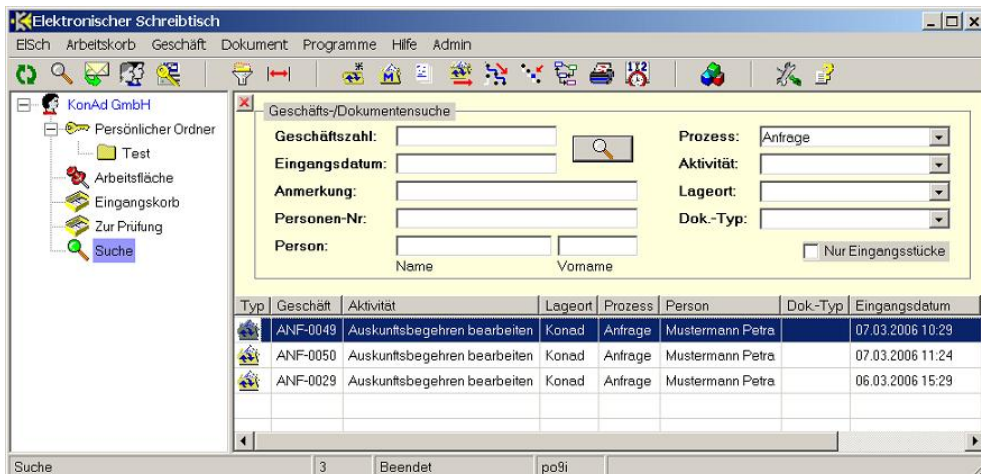 Elektronischer Schreibtisch
ElSch Arbeitskorb Geschäft Dokument Programme Hilfe Admin
KonAd GmbH
Persönlicher Ordner
Test
Arbeitsfläche
Eingangskorb
Zur Prüfung
Suche
Geschäfts-/Dokumentensuche
Geschäftszahl: Prozess: Anfrage
Eingangsdatum: Aktivität:
Anmerkung: Lageort:
Personen-Nr: Dok.-Typ:
Person: Nur Eingangsstücke
Name Vorname
Typ Geschäft Aktivität Lageort Prozess Person Dok-Typ Eingangsdatum
ANF-0049 Auskunftsbegehren bearbeiten Konad Anfrage Mustermann Petra 07.03.2006 10:29
ANF-0050 Auskunftsbegehren bearbeiten Konad Anfrage Mustermann Petra 07.03.2006 11:24
ANF-0029 Auskunftsbegehren bearbeiten Konad Anfrage Mustermann Petra 06.03.2006 15:29
Suche 3 Beendet po9i